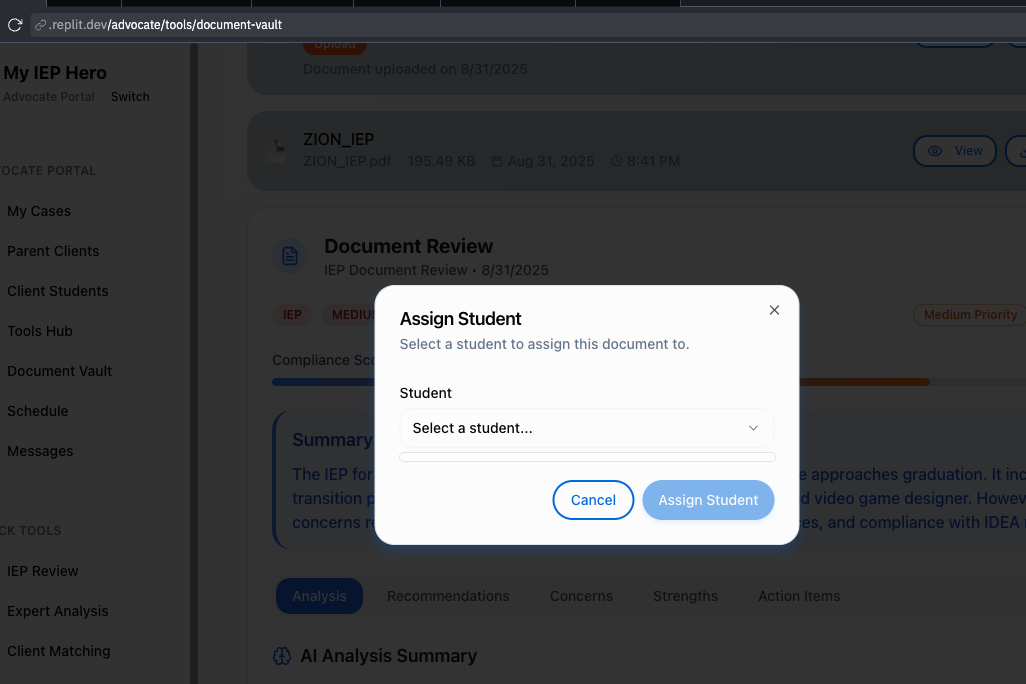 .replit.dev/advocate/tools/document-vault
My IEP Hero
Advocate Portal Switch
VOCATE PORTAL
My Cases
Parent Clients
Client Students
Tools Hub
Document Vault
Schedule
Messages
CK TOOLS
IEP Review
Expert Analysis
Client Matching
Upload
Document uploaded on 8/31/2025
ZION_IEP
ZION_IEP.pdf 195.49 KB Aug 31, 2025 8:41 PM
View
Document Review
IEP Document Review • 8/31/2025
IEP MEDIUM
Medium Priority
Compliance Sco
Summary
The IEP for
e approaches graduation. It inc
transition p
d video game designer. Howev
concerns r
es, and compliance with IDEA
Assign Student
Select a student to assign this document to.
Student
Select a student...
Cancel
Assign Student
Analysis Recommendations Concerns Strengths Action Items
AI Analysis Summary